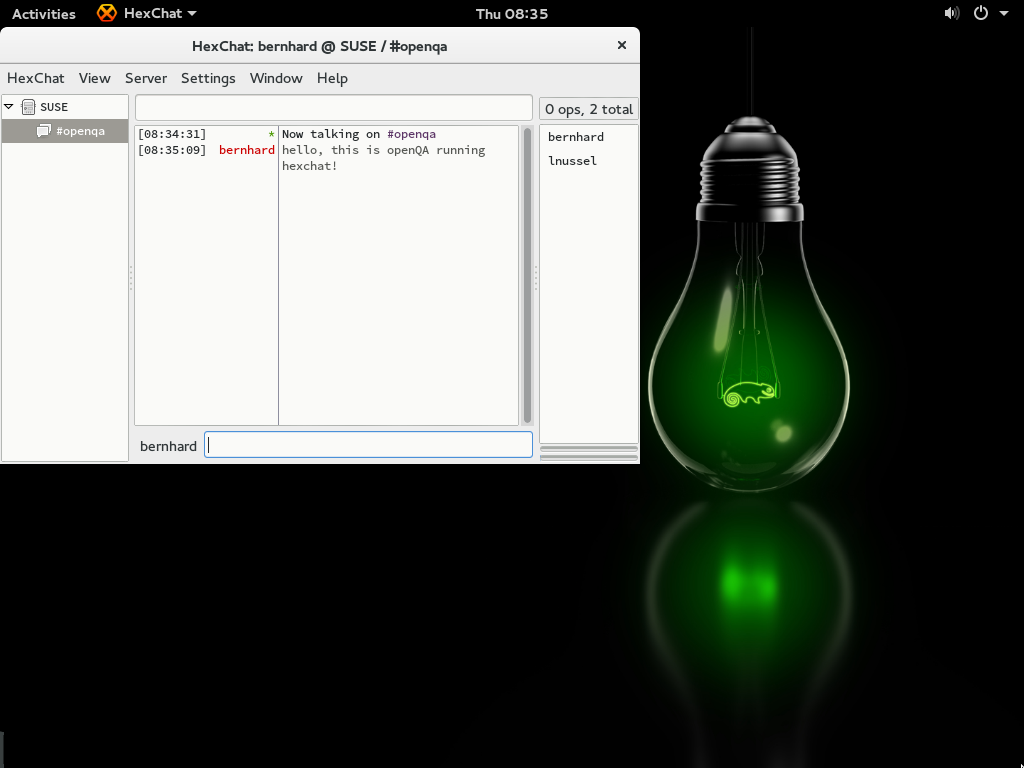 Activities HexChat Thu 08:35
HexChat: bernhard @ SUSE / #openqa
HexChat View Server Settings Window Help
SUSE
#openqa
0 ops, 2 total
[08:34:31] * Now talking on #openqa
[08:35:09] bernhard hello, this is openQA running
hexchat!
bernhard
lnussel
bernhard